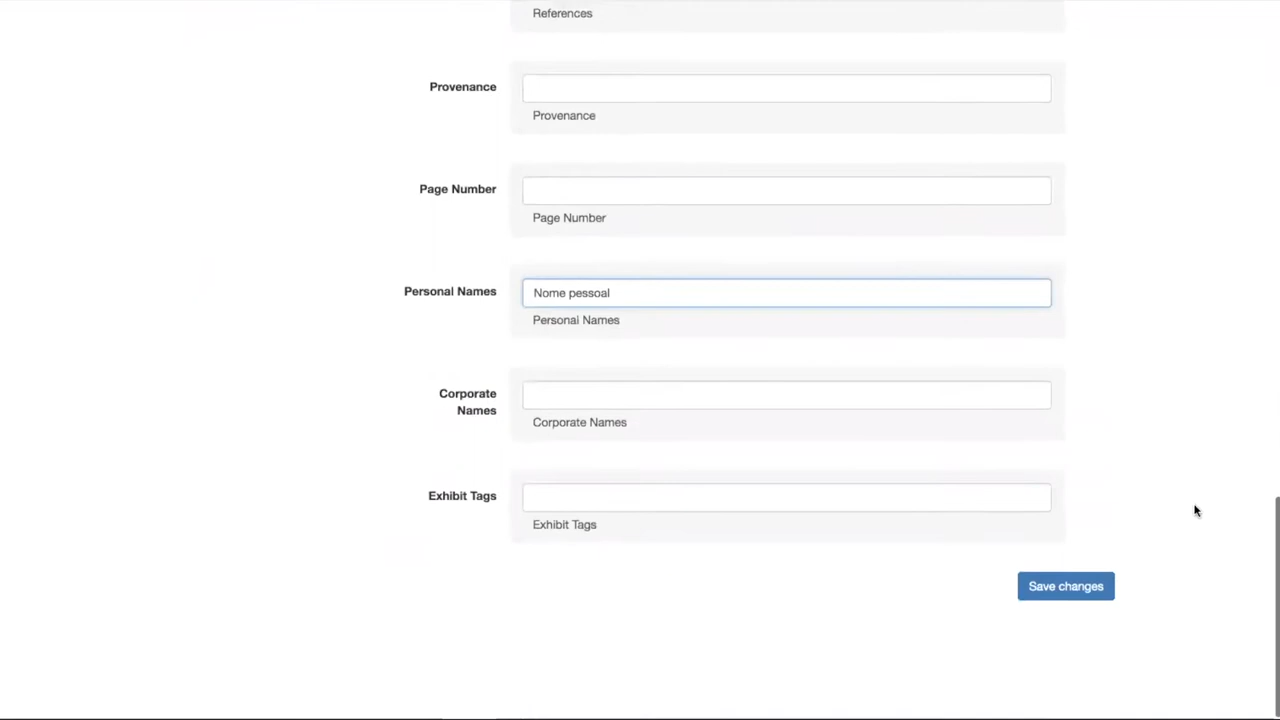 References
Provenance
Provenance
Page Number
Page Number
Personal Names
Nome pessoal
Personal Names
Corporate
Names
Corporate Names
Exhibit Tags
Exhibit Tags
Save changes